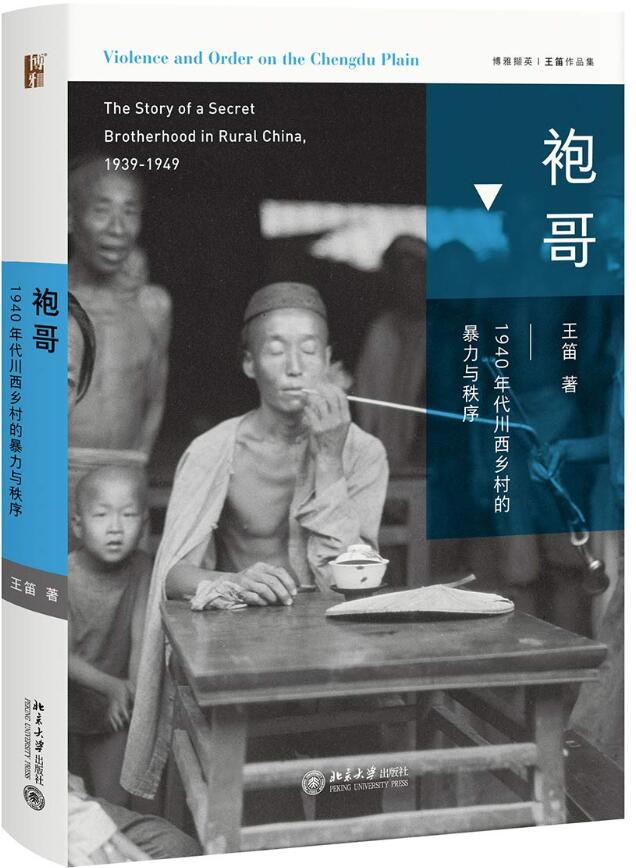 博雅
袍哥
1940年代川西乡村的暴力与秩序
王笛 著
北京大学出版社
PEKING UNIVERSITY PRESS
Violence and Order on the Chengdu Plain
博雅撷英 | 王笛作品集
The Story of a Secret
Brotherhood in Rural China,
1939-1949
袍哥
王笛 著
1940年代川西乡村的
暴力与秩序
北京大学出版社
PEKING UNIVERSITY PRESS